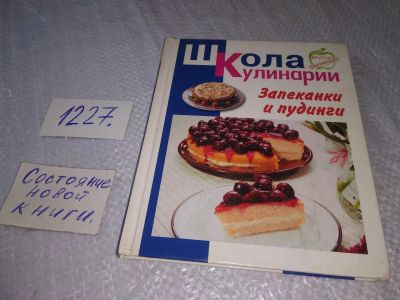 Школа
Кулинарии
Запеканки
и пудинги
1227.
Состояние
новой
книги.